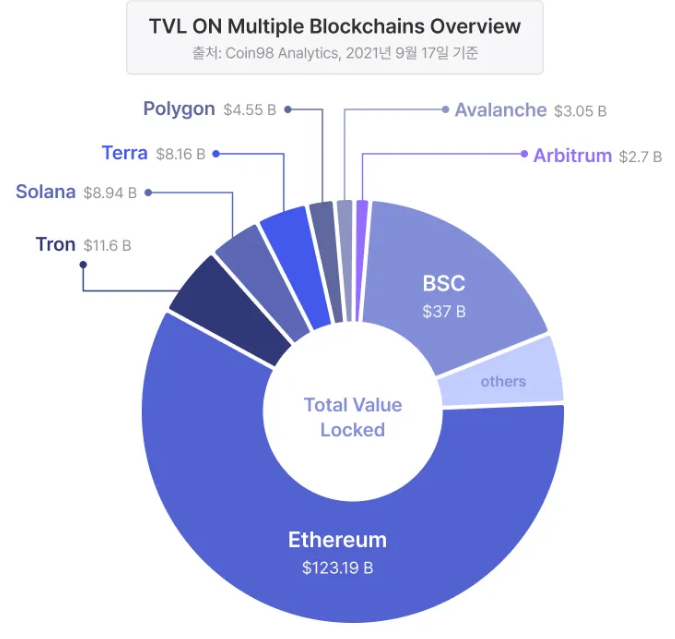 TVL ON Multiple Blockchains Overview
출처: Coin98 Analytics, 2021년 9월 17일 기준
Polygon $4.55 B
Avalanche $3.05 B
Terra $8.16 B
Arbitrum $2.7 B
Solana $8.94 B
Tron $11.6 B
BSC
$37 B
others
Total Value
Locked
Ethereum
$123.19 B